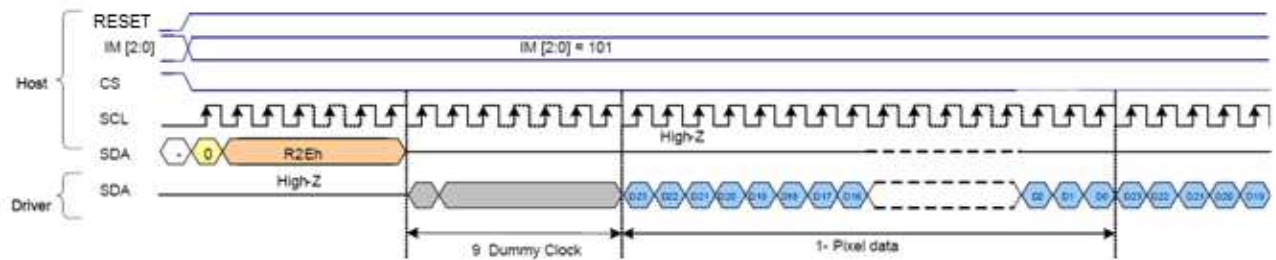 RESET
IM [2:0] IM [2:0] = 101
Host
CS
SCL
High-Z
SDA - 0 R2Eh
High-Z
Driver SDA D23 D22 D21 D20 D19 D18 D17 D16 D2 D1 D0 D23 D22 D21 D20 D19
9 Dummy Clock 1- Pixel data